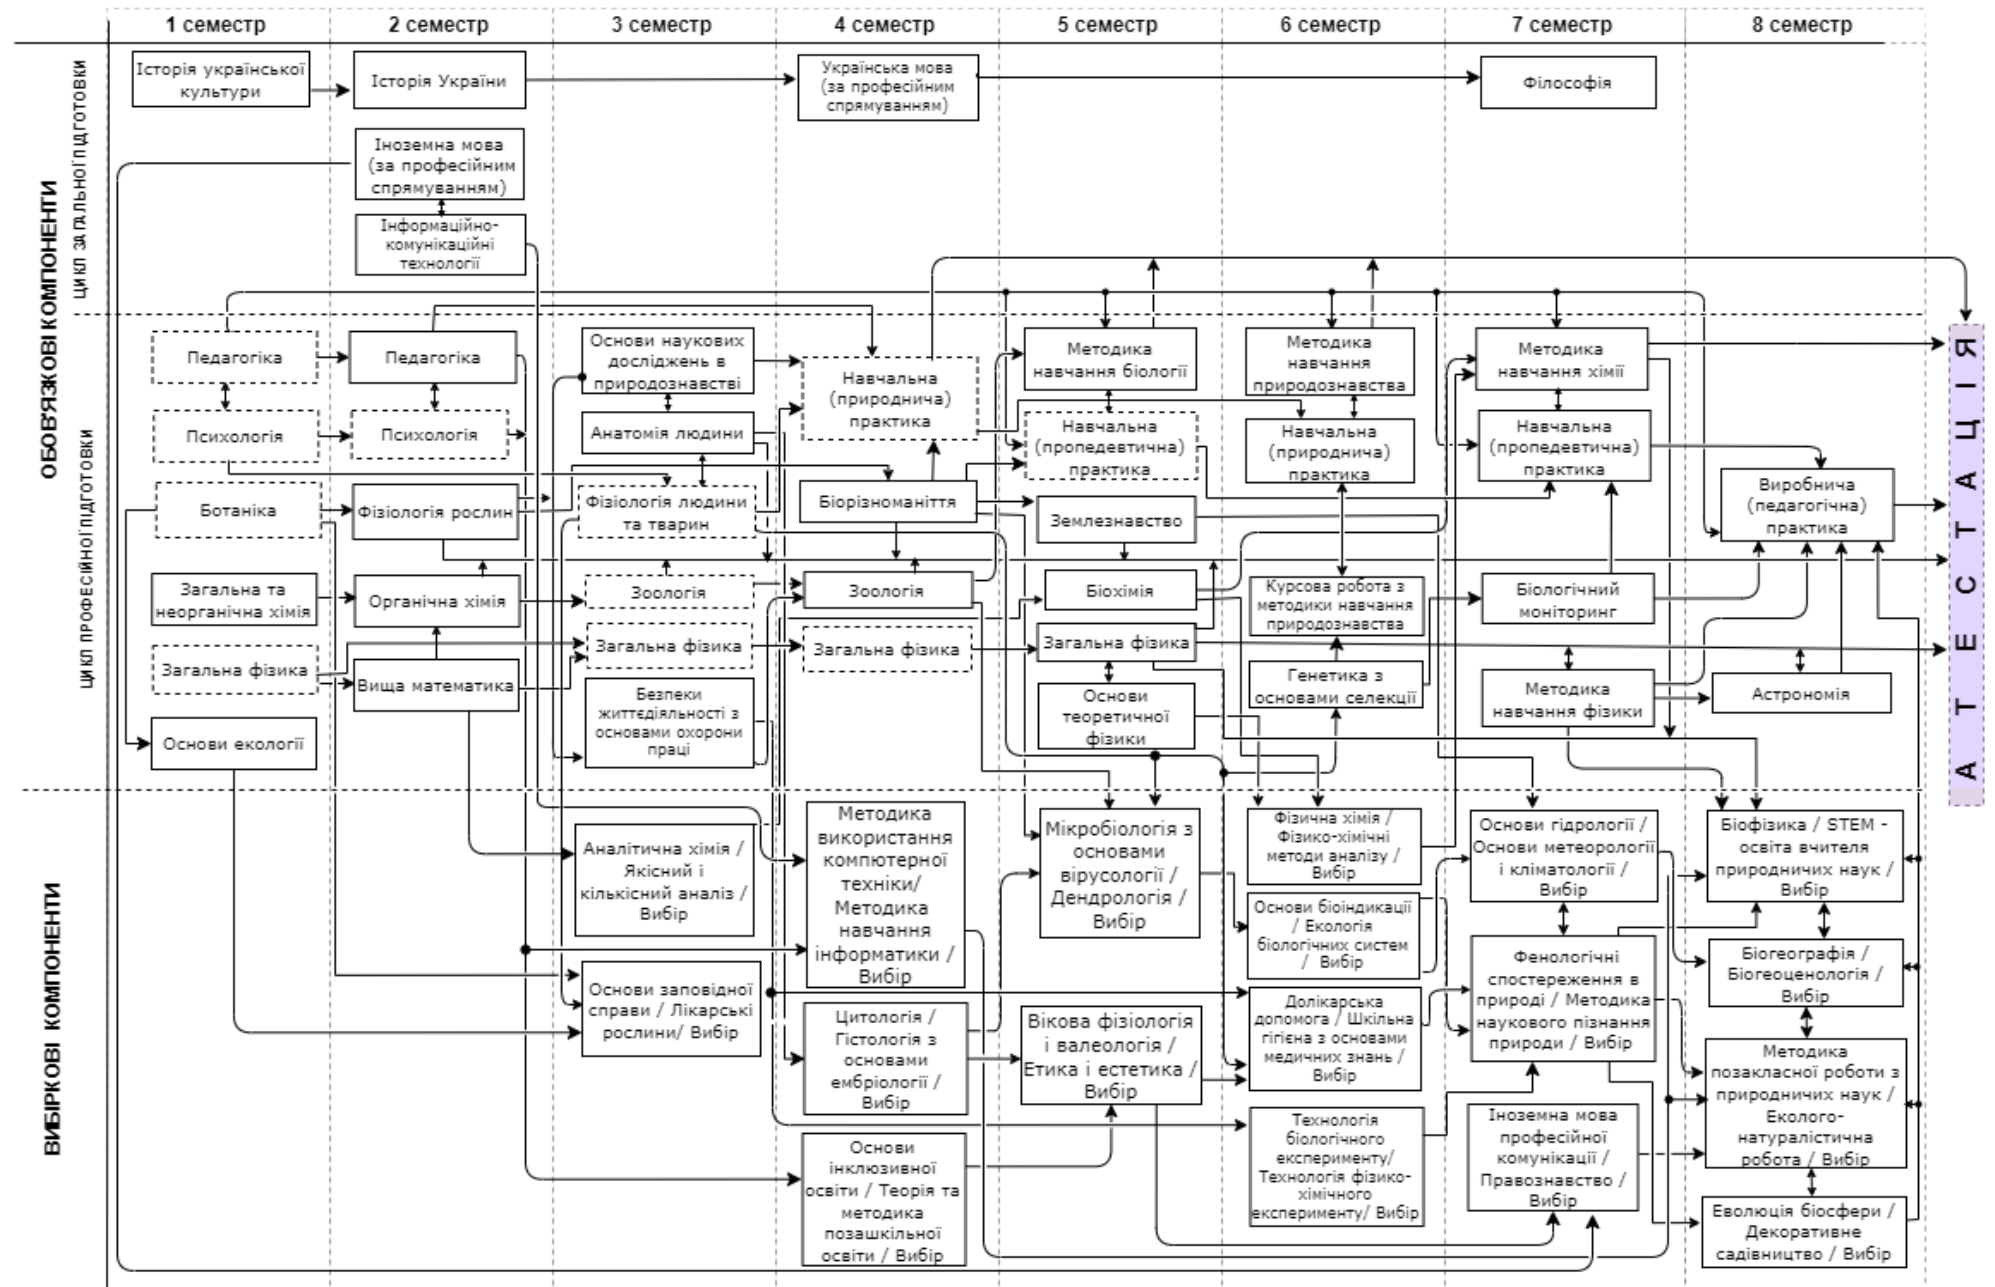 1 семестр
2 семестр
3 семестр
4 семестр
5 семестр
6 семестр
7 семестр
8 семестр
ОБОВ'ЯЗКОВІ КОМПОНЕНТИ
ЦИКЛ ЗАГАЛЬНОЇ ПІДГОТОВКИ
Історія української
культури
Історія України
Українська мова
(за професійним
спрямуванням)
Філософія
Іноземна мова
(за професійним
спрямуванням)
Інформаційно-
комунікаційні
технології
ЦИКЛ ПРОФЕСІЙНОЇ ПІДГОТОВКИ
Педагогіка
Психологія
Ботаніка
Загальна та
неорганічна хімія
Загальна фізика
Основи екології
Педагогіка
Психологія
Фізіологія рослин
Органічна хімія
Вища математика
Основи наукових
досліджень в
природознавстві
Анатомія людини
Фізіологія людини
та тварин
Зоологія
Загальна фізика
Безпеки
життєдіяльності з
основами охорони
праці
Навчальна
(природнича)
практика
Біорізноманіття
Зоологія
Загальна фізика
Методика
навчання біології
Навчальна
(пропедевтична)
практика
Землезнавство
Біохімія
Загальна фізика
Основи
теоретичної
фізики
Методика
навчання
природознавства
Навчальна
(природнича)
практика
Курсова робота з
методики навчання
природознавства
Генетика з
основами селекції
Методика
навчання хімії
Навчальна
(пропедевтична)
практика
Біологічний
моніторинг
Методика
навчання фізики
Виробнича
(педагогічна)
практика
Астрономія
АТЕСТАЦІЯ
ВИБІРКОВІ КОМПОНЕНТИ
Аналітична хімія /
Якісний і
кількісний аналіз /
Вибір
Основи заповідної
справи / Лікарські
рослини/ Вибір
Методика
використання
компютерної
техніки/
Методика
навчання
інформатики /
Вибір
Цитологія /
Гістологія з
основами
ембріології /
Вибір
Основи
інклюзивної
освіти / Теорія та
методика
позашкільної
освіти / Вибір
Мікробіологія з
основами
вірусології /
Дендрологія /
Вибір
Вікова фізіологія
і валеологія /
Етика і естетика /
Вибір
Фізична хімія /
Фізико-хімічні
методи аналізу /
Вибір
Основи біоіндикації
/ Екологія
біологічних систем
/ Вибір
Долікарська
допомога / Шкільна
гігієна з основами
медичних знань /
Вибір
Технологія
біологічного
експерименту/
Технологія фізико-
хімічного
експерименту/ Вибір
Основи гідрології /
Основи метеорології
і кліматології /
Вибір
Фенологічні
спостереження в
природі / Методика
наукового пізнання
природи / Вибір
Іноземна мова
професійної
комунікації /
Правознавство /
Вибір
Біофізика / STEM -
освіта вчителя
природничих наук /
Вибір
Біогеографія /
Біогеоценологія /
Вибір
Методика
позакласної роботи з
природничих наук /
Еколого-
натуралістична
робота / Вибір
Еволюція біосфери /
Декоративне
садівництво / Вибір